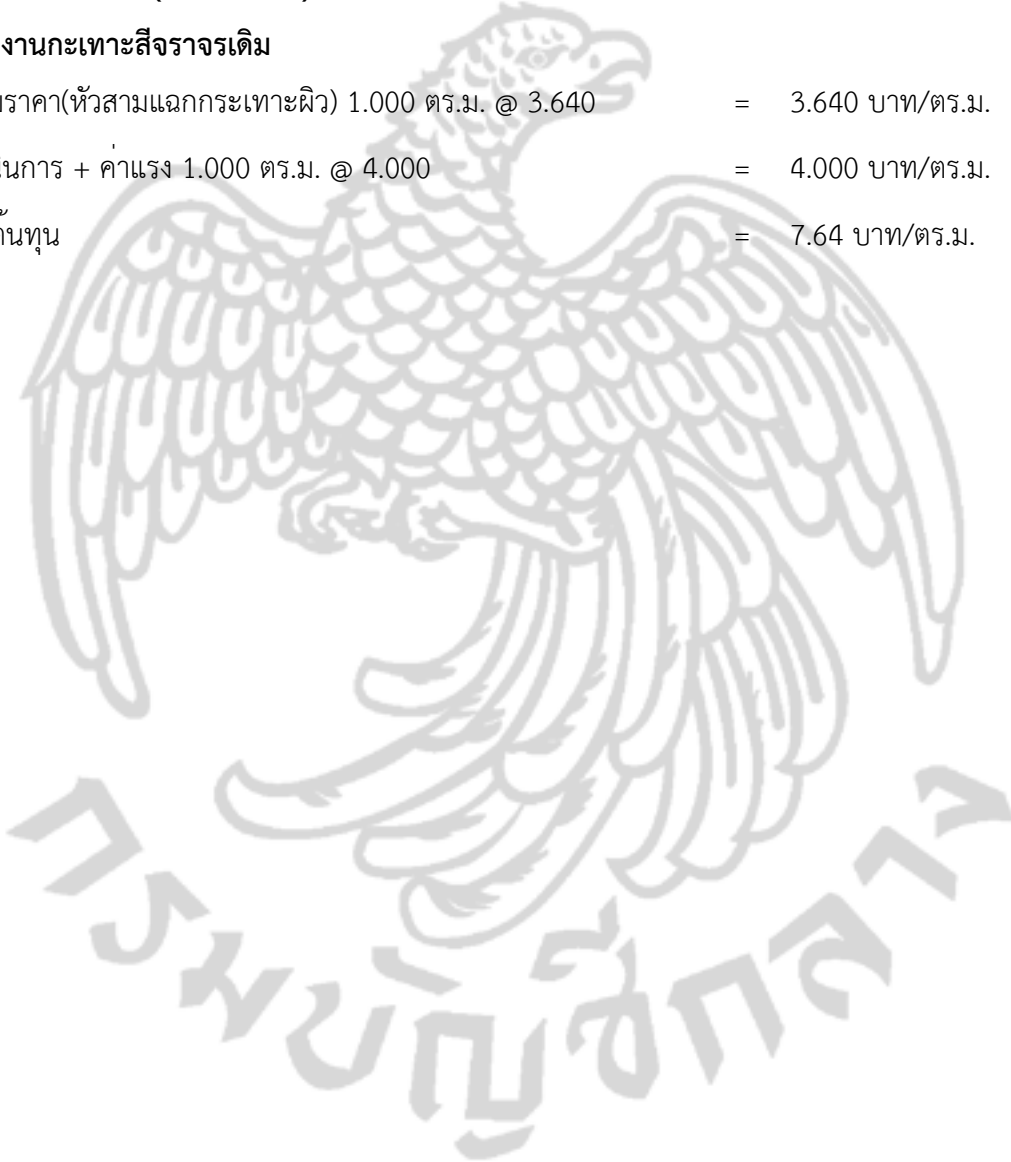 งานกะเทาะสีจราจรเดิม
ราคา(หัวสามแฉกกระเทาะผิว) 1.000 ตร.ม. @ 3.640 = 3.640 บาท/ตร.ม.
นการ + ค่าแรง 1.000 ตร.ม. @ 4.000 = 4.000 บาท/ตร.ม.
้นทุน = 7.64 บาท/ตร.ม.
กรมบัญชีกลาง